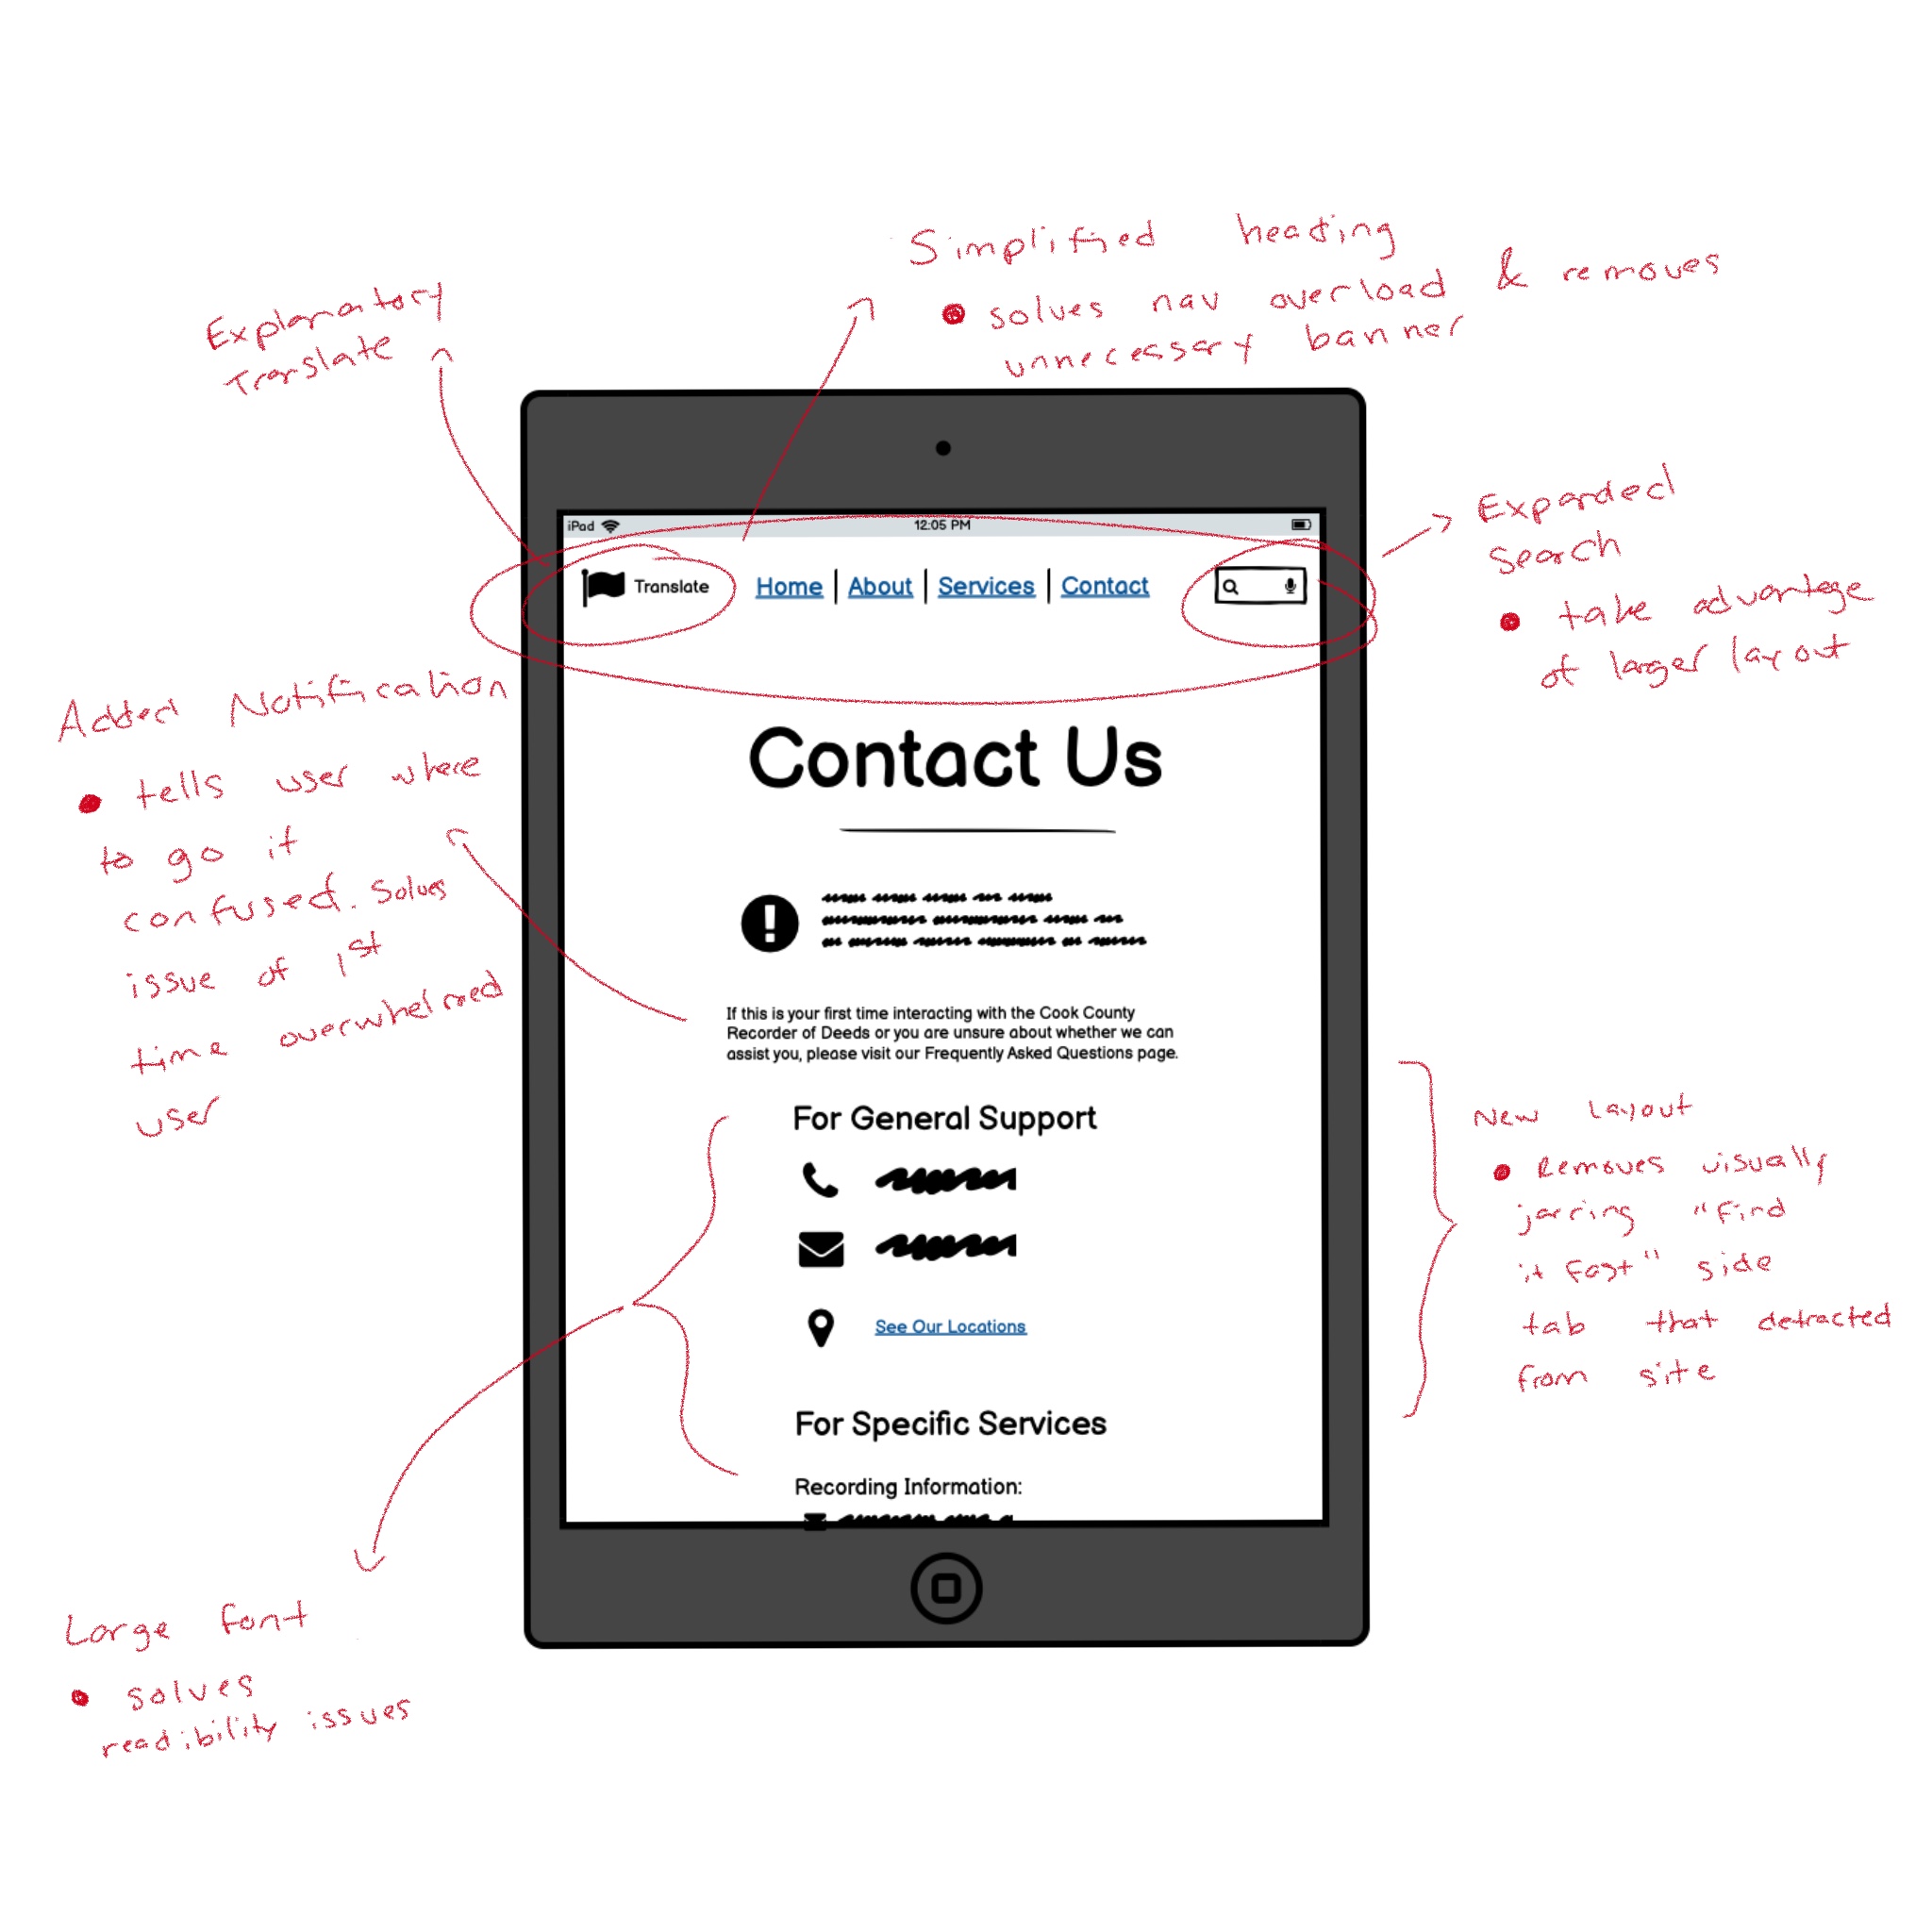 Simplified heading
solves nav overload & removes
unnecessary banner
Explanatory
Translate
Expanded
Search
take advantage
of larger layout
iPad
12:05 PM
Translate
Home | About | Services | Contact
Added Notification
tells user where
to go if
confused. Solves
issue of 1st
time overwhelmed
user
Contact Us
!
If this is your first time interacting with the Cook County
Recorder of Deeds or you are unsure about whether we can
assist you, please visit our Frequently Asked Questions page.
For General Support
See Our Locations
For Specific Services
Recording Information:
New Layout
Removes visually
jarring "find
it fast" side
tab that detracted
from site
Large font
solves
readibility issues